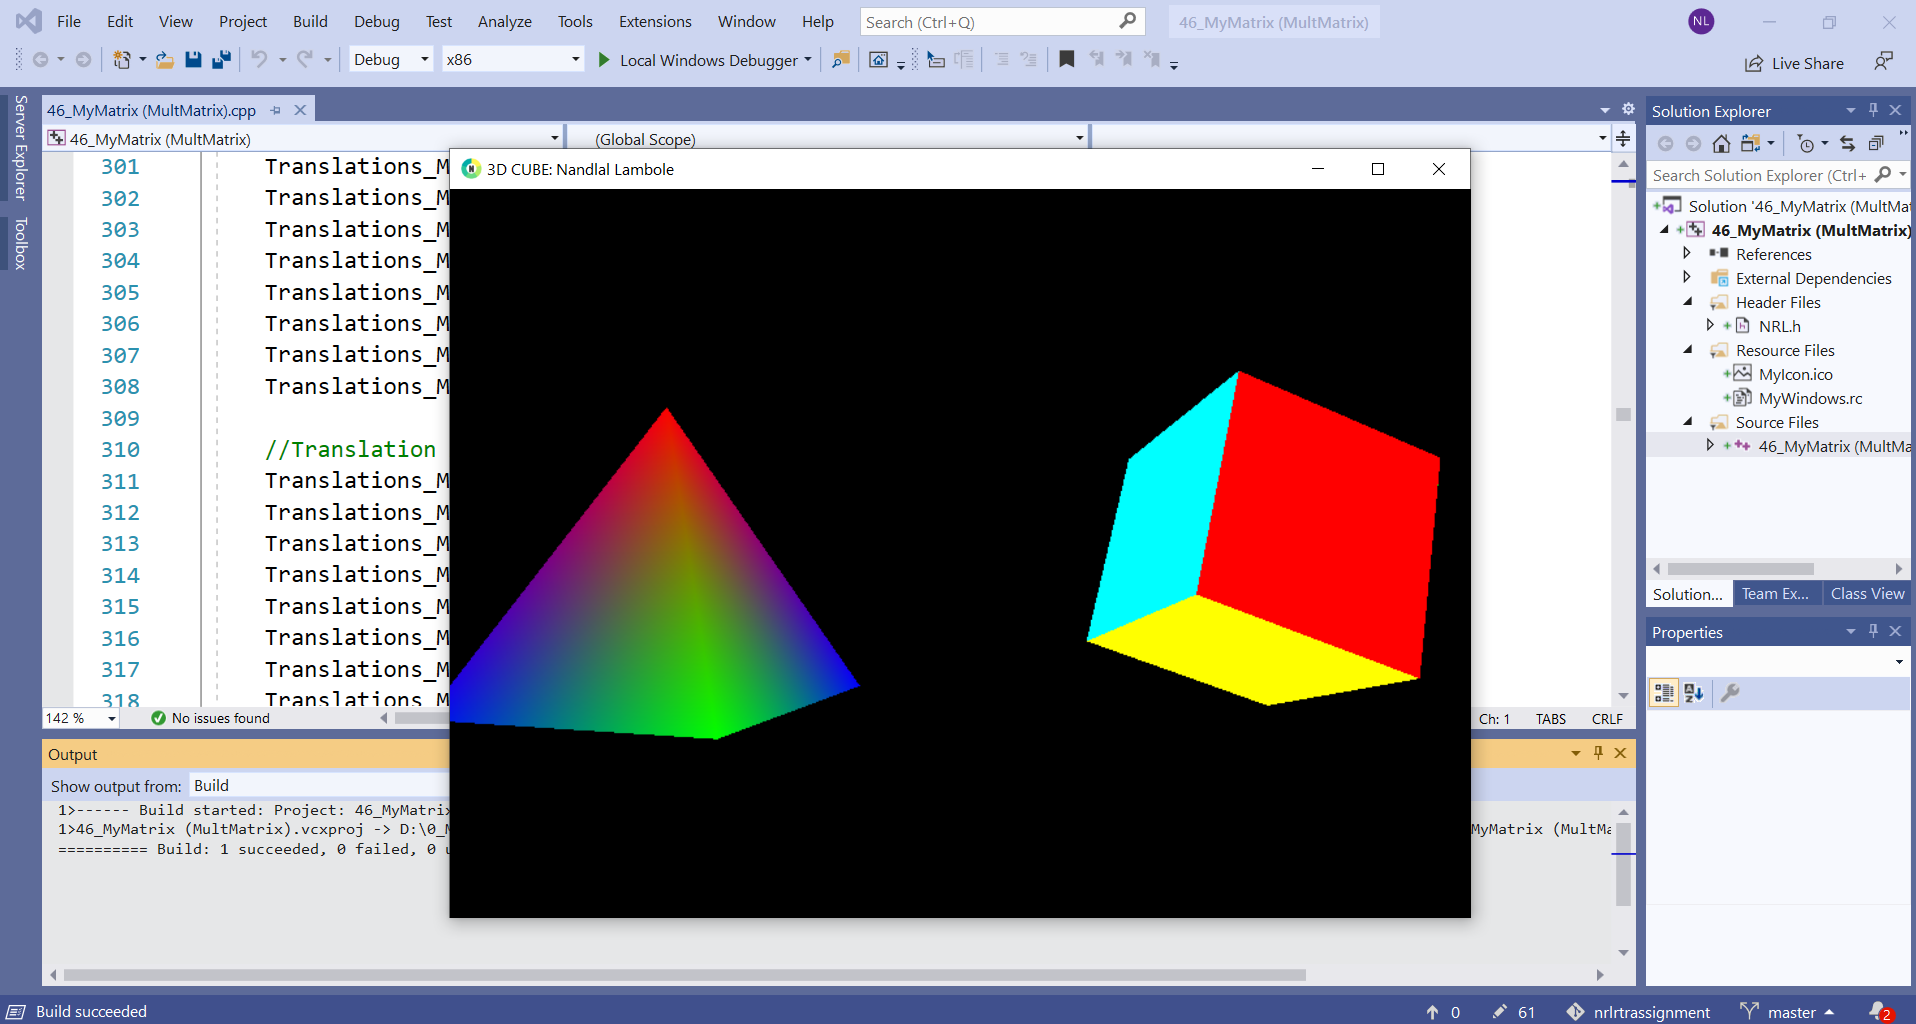 File Edit View Project Build Debug Test Analyze Tools Extensions Window Help Search (Ctrl+Q) 46_MyMatrix (MultMatrix) NL
Debug x86 Local Windows Debugger Live Share
Server Explorer
Toolbox
46_MyMatrix (MultMatrix).cpp
46_MyMatrix (MultMatrix) (Global Scope)
301 Translations_M
302 Translations_M
303 Translations_M
304 Translations_M
305 Translations_M
306 Translations_M
307 Translations_M
308 Translations_M
309
310 //Translation
311 Translations_M
312 Translations_M
313 Translations_M
314 Translations_M
315 Translations_M
316 Translations_M
317 Translations_M
318 Translations_M
142 % No issues found Ch: 1 TABS CRLF
3D CUBE: Nandlal Lambole
Output
Show output from: Build
1>------ Build started: Project: 46_MyMatrix
1>46_MyMatrix (MultMatrix).vcxproj -> D:\0_ MyMatrix (MultMa
========== Build: 1 succeeded, 0 failed, 0 u
Solution Explorer
Search Solution Explorer (Ctrl+
Solution '46_MyMatrix (MultMat
46_MyMatrix (MultMatrix)
References
External Dependencies
Header Files
NRL.h
Resource Files
MyIcon.ico
MyWindows.rc
Source Files
46_MyMatrix (MultMa
Solution... Team Ex... Class View
Properties
Build succeeded 0 61 nrlrtrassignment master 2